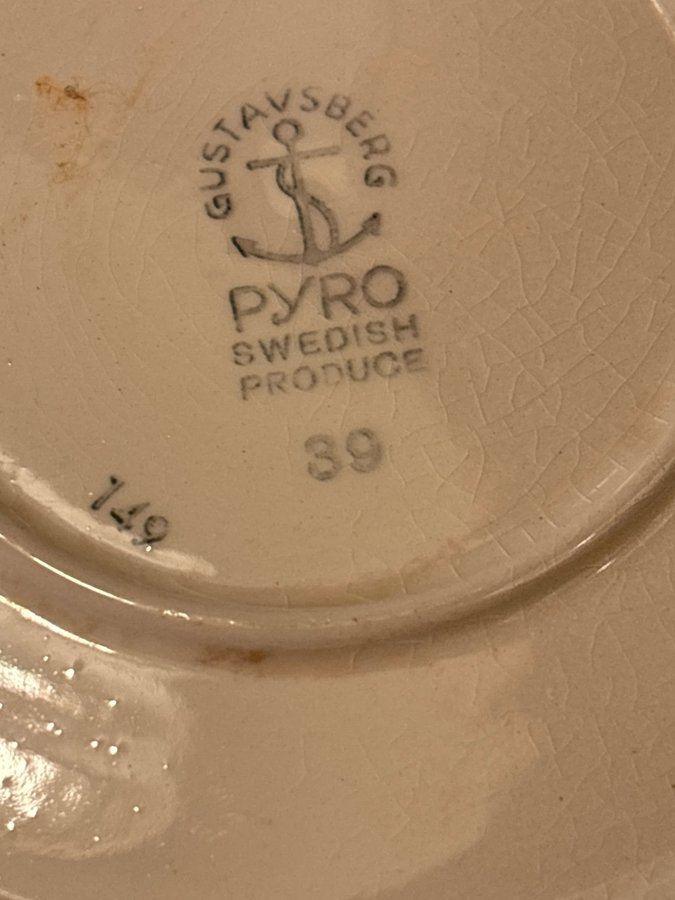 GUSTAVSBERG
PYRO
SWEDISH
PRODUCE
39
149